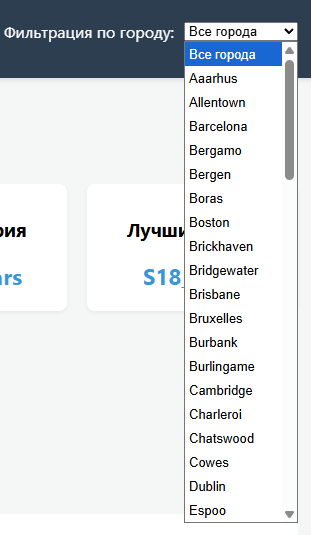 Фильтрация по городу: Все города
Все города
Aaarhus
Allentown
Barcelona
Bergamo
Bergen
Boras
Boston
Brickhaven
Bridgewater
Brisbane
Bruxelles
Burbank
Burlingame
Cambridge
Charleroi
Chatswood
Cowes
Dublin
Espoo
рия
ars
Лучши
S18_